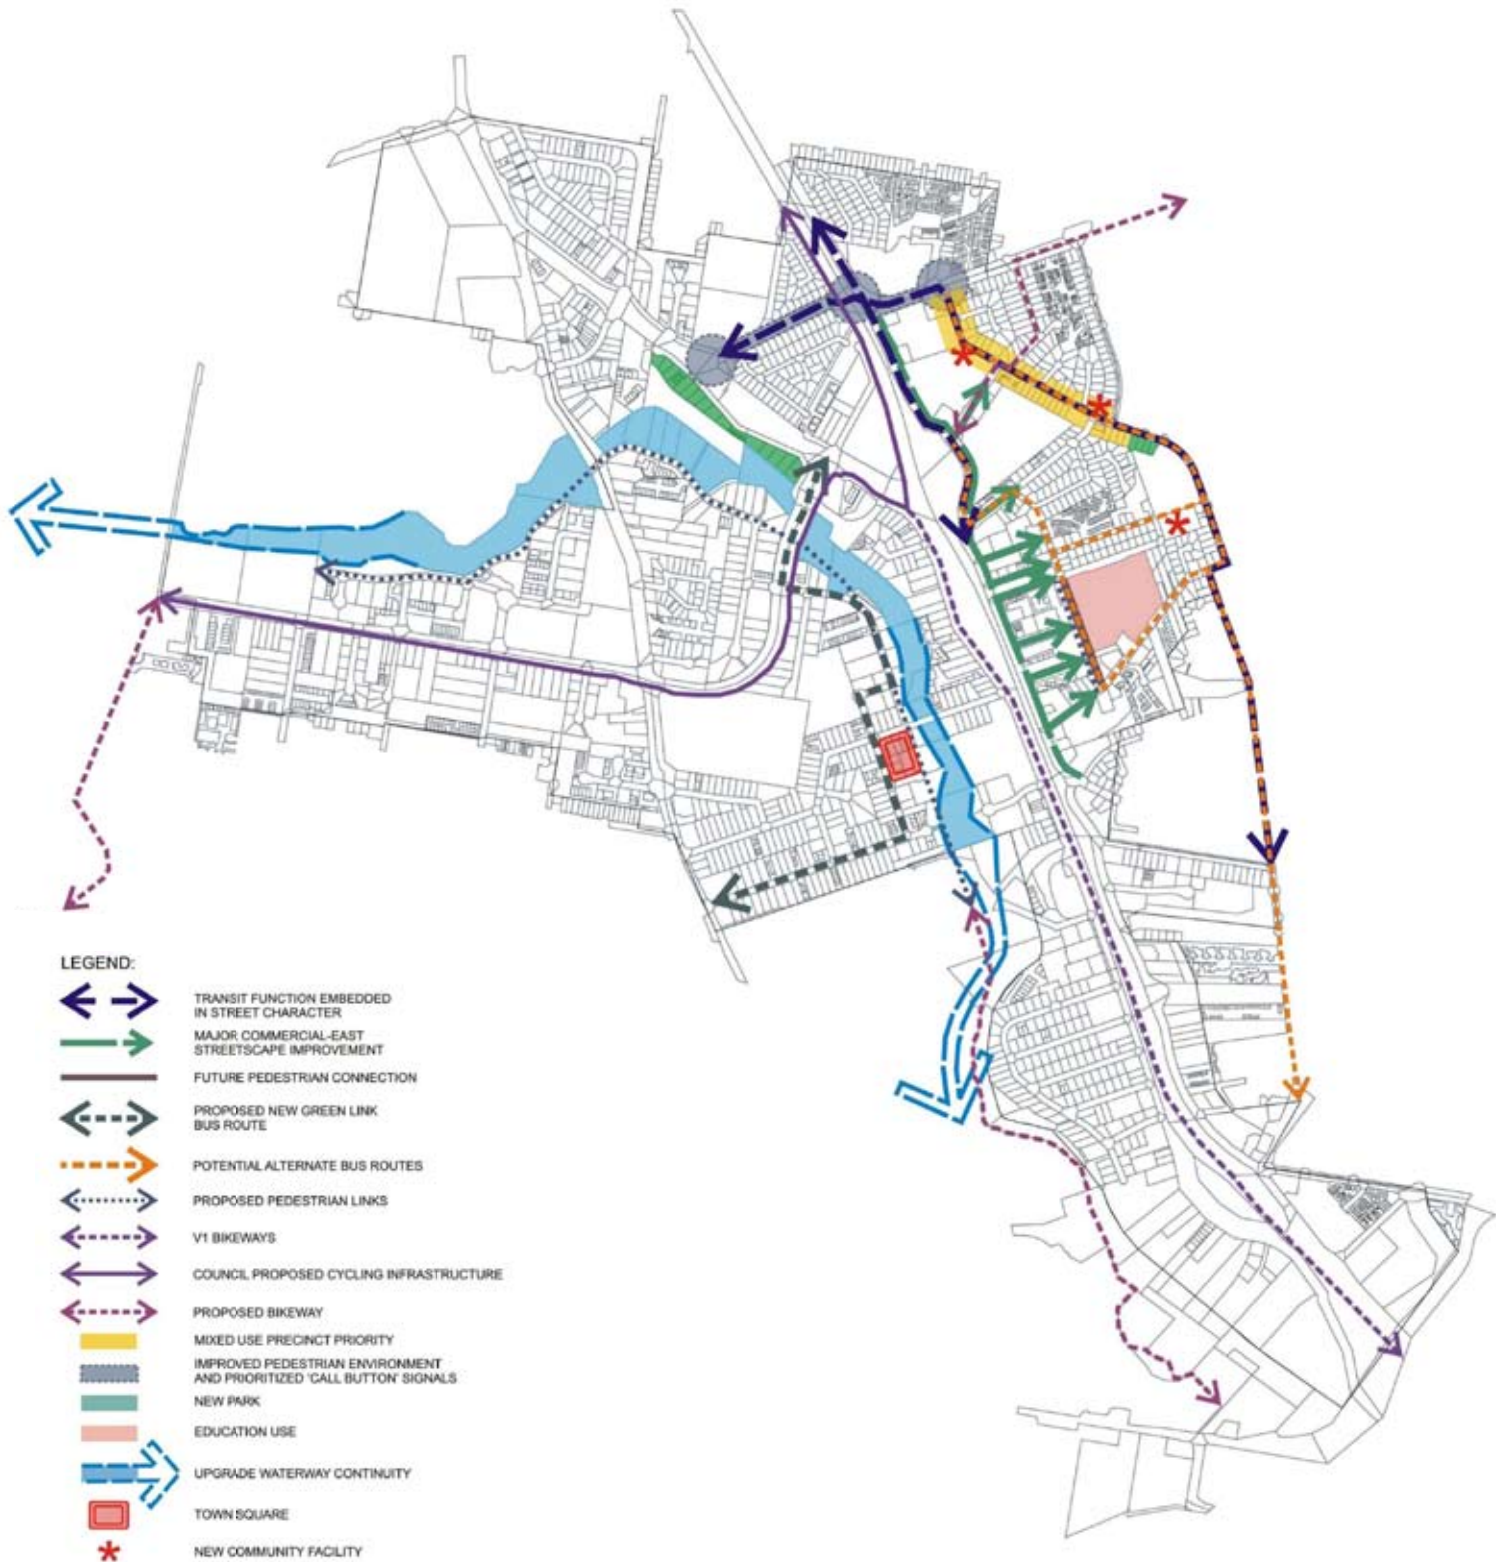 LEGEND:
TRANSIT FUNCTION EMBEDDED
IN STREET CHARACTER
MAJOR COMMERCIAL-EAST
STREETSCAPE IMPROVEMENT
FUTURE PEDESTRIAN CONNECTION
PROPOSED NEW GREEN LINK
BUS ROUTE
POTENTIAL ALTERNATE BUS ROUTES
PROPOSED PEDESTRIAN LINKS
V1 BIKEWAYS
COUNCIL PROPOSED CYCLING INFRASTRUCTURE
PROPOSED BIKEWAY
MIXED USE PRECINCT PRIORITY
IMPROVED PEDESTRIAN ENVIRONMENT
AND PRIORITIZED 'CALL BUTTON' SIGNALS
NEW PARK
EDUCATION USE
UPGRADE WATERWAY CONTINUITY
TOWN SQUARE
NEW COMMUNITY FACILITY